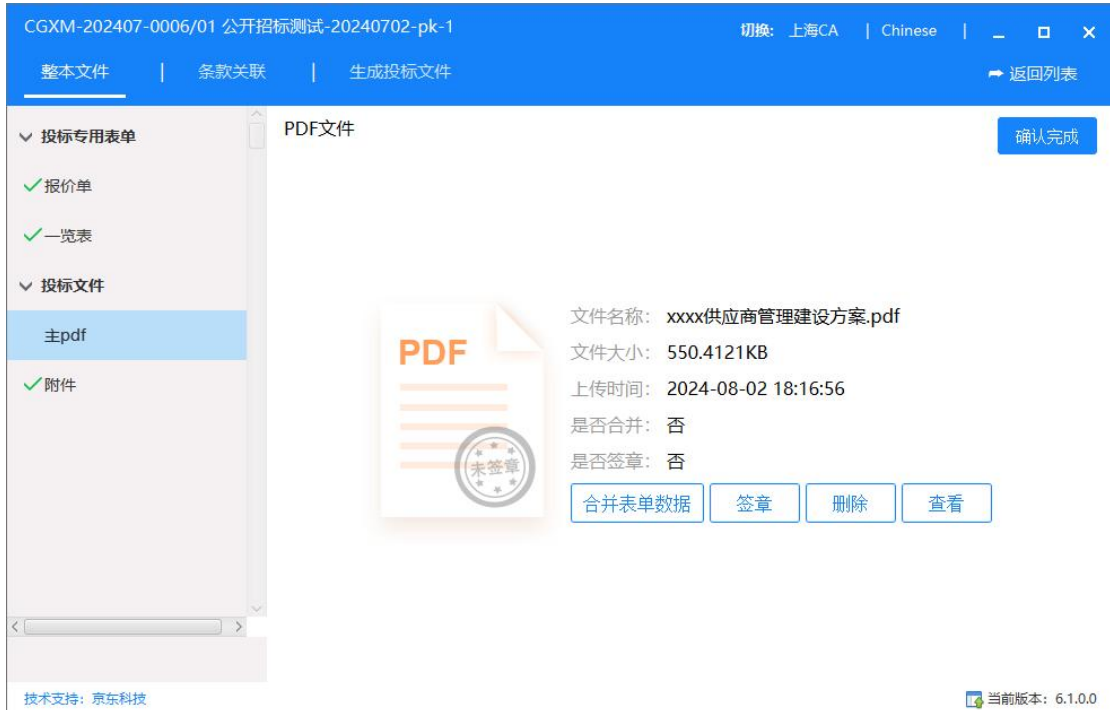 CGXM-202407-0006/01 公开招标测试-20240702-pk-1
切换: 上海CA | Chinese |
整本文件 | 条款关联 | 生成投标文件
返回列表
投标专用表单
报价单
一览表
投标文件
主pdf
附件
PDF文件
确认完成
PDF
未签章
文件名称: xxxx供应商管理建设方案.pdf
文件大小: 550.4121KB
上传时间: 2024-08-02 18:16:56
是否合并: 否
是否签章: 否
合并表单数据 签章 删除 查看
技术支持: 京东科技
当前版本: 6.1.0.0